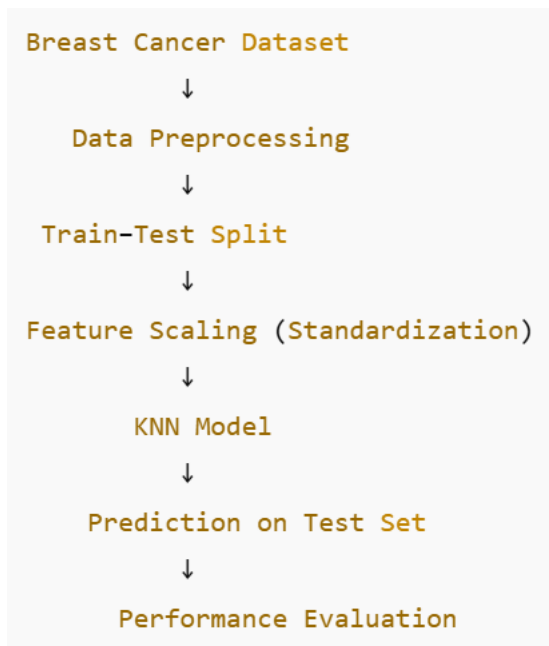 Breast Cancer Dataset
↓
Data Preprocessing
↓
Train–Test Split
↓
Feature Scaling (Standardization)
↓
KNN Model
↓
Prediction on Test Set
↓
Performance Evaluation